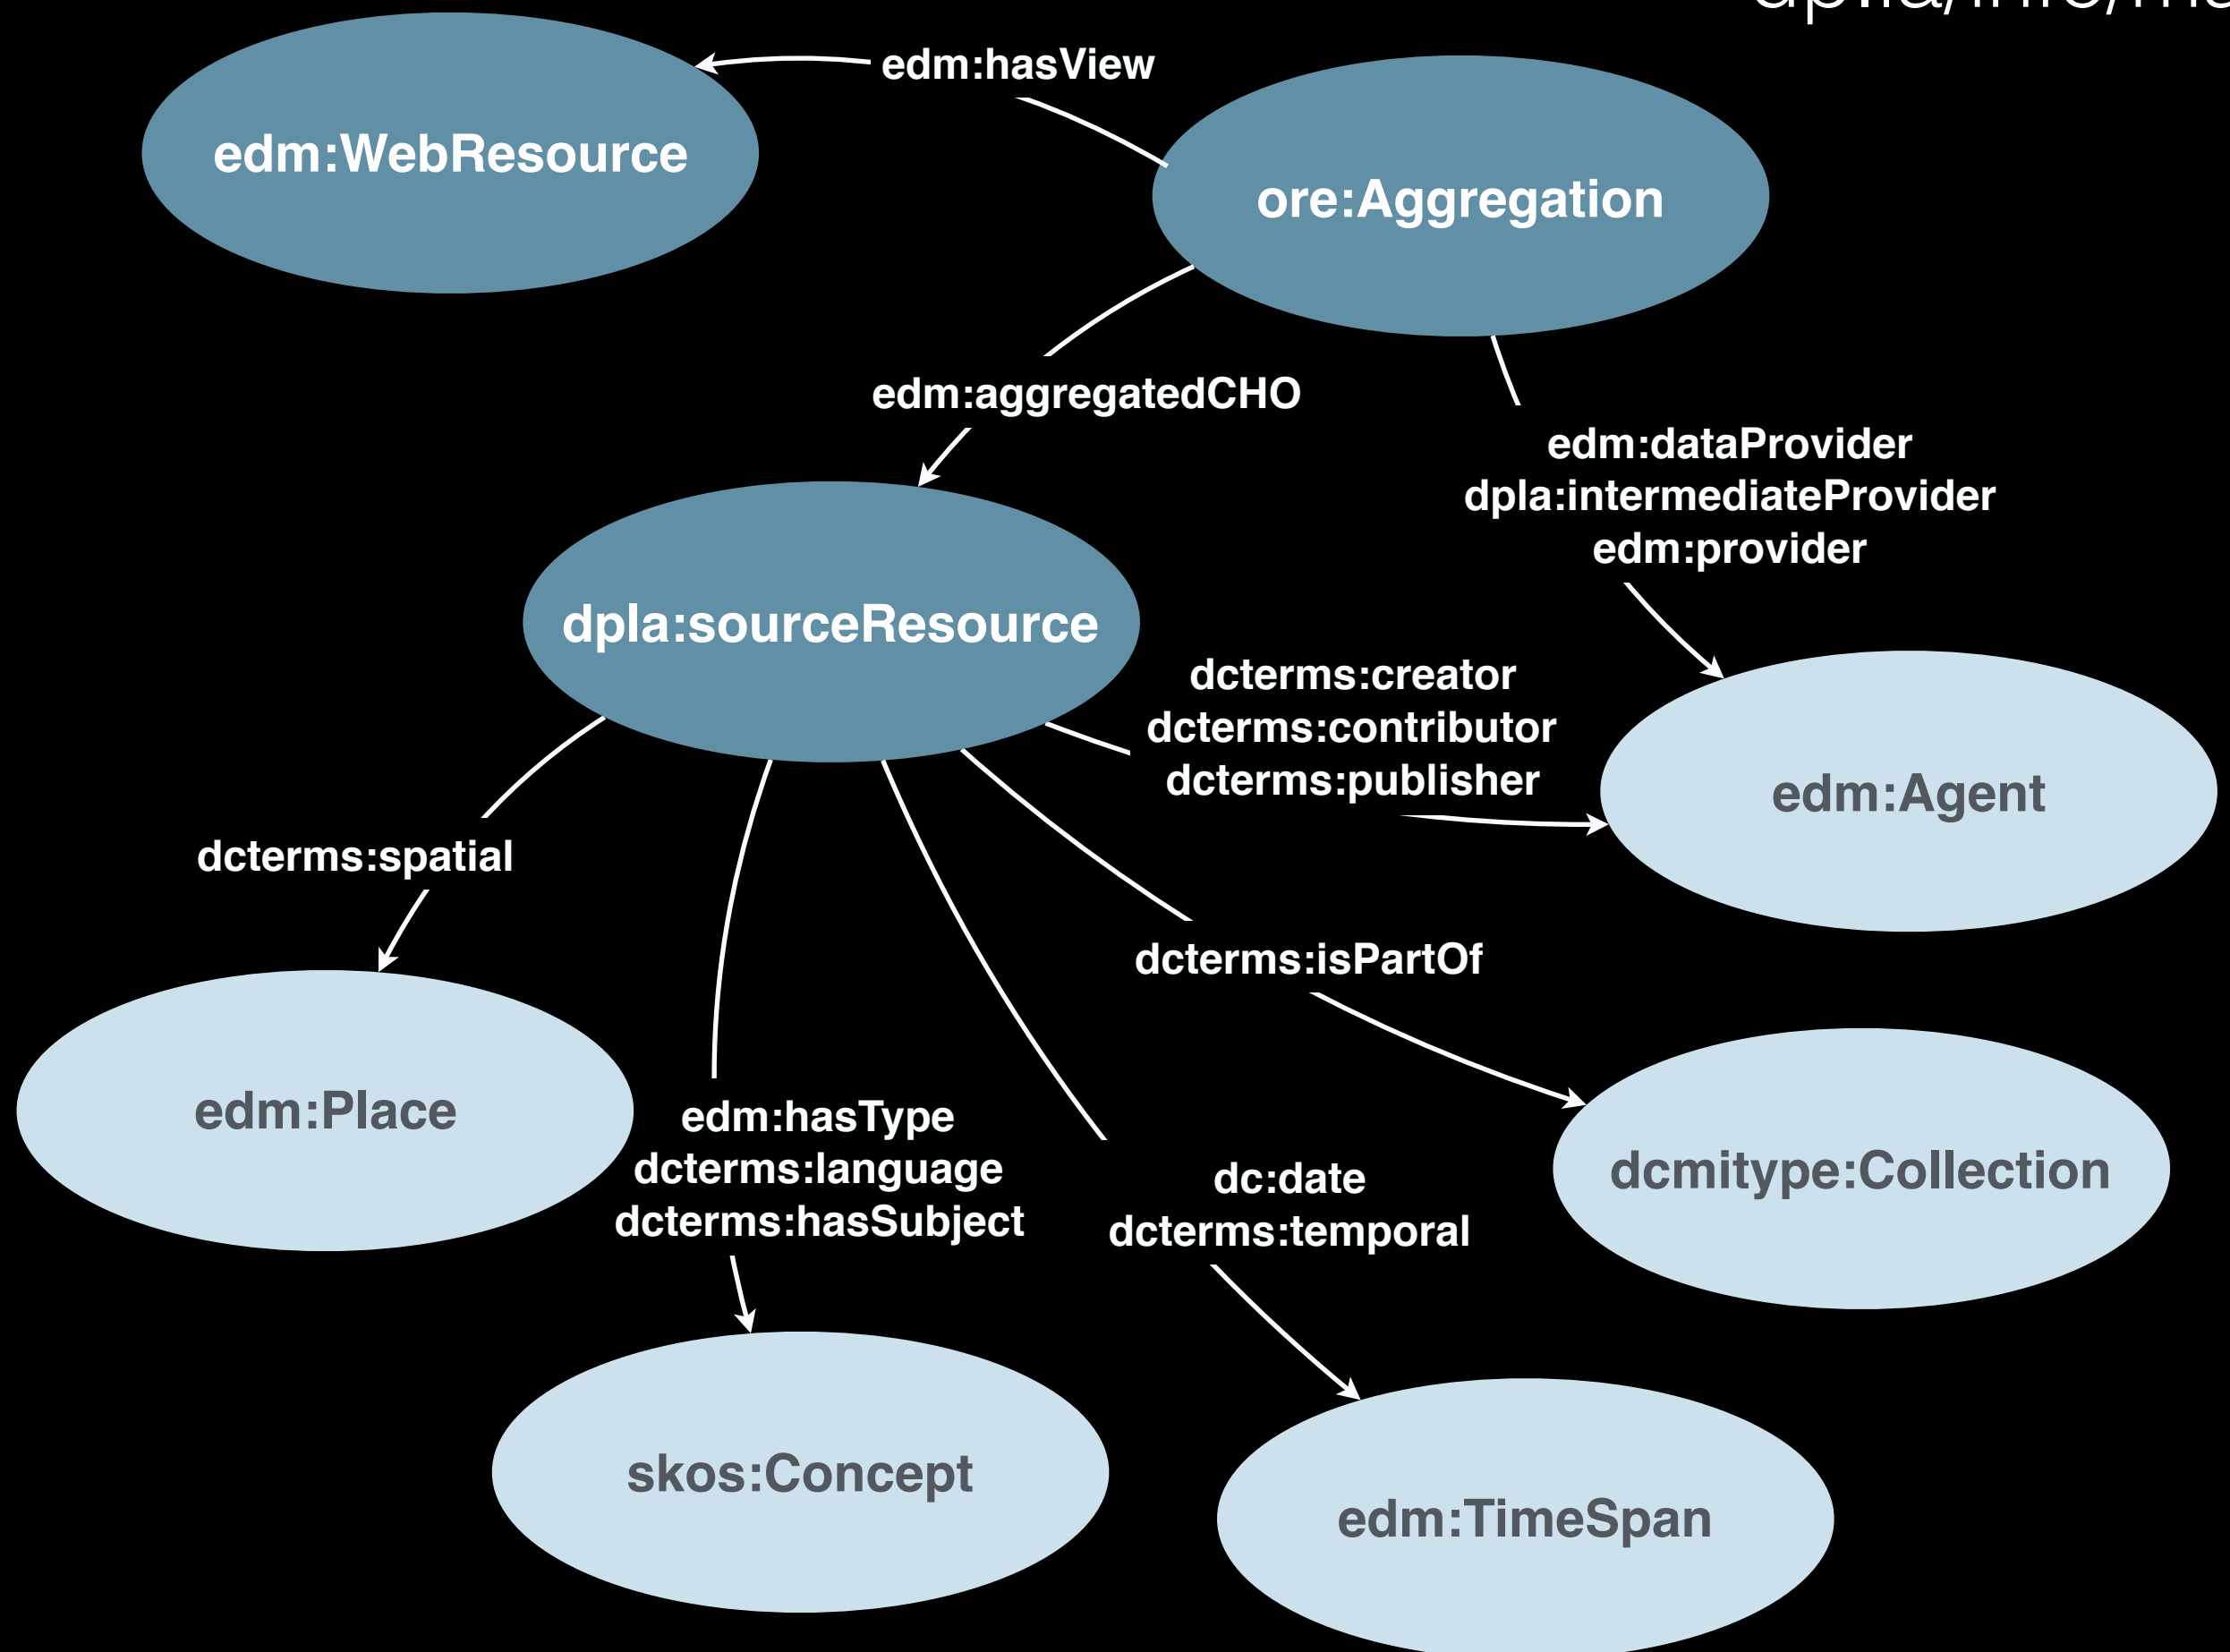 edm:hasView
edm:WebResource
ore:Aggregation
edm:aggregatedCHO
edm:dataProvider
dpla:intermediateProvider
edm:provider
dpla:sourceResource
dcterms:creator
dcterms:contributor
dcterms:publisher
edm:Agent
dcterms:spatial
dcterms:isPartOf
edm:Place
edm:hasType
dcterms:language
dcterms:hasSubject
dc:date
dcterms:temporal
dcmitype:Collection
skos:Concept
edm:TimeSpan